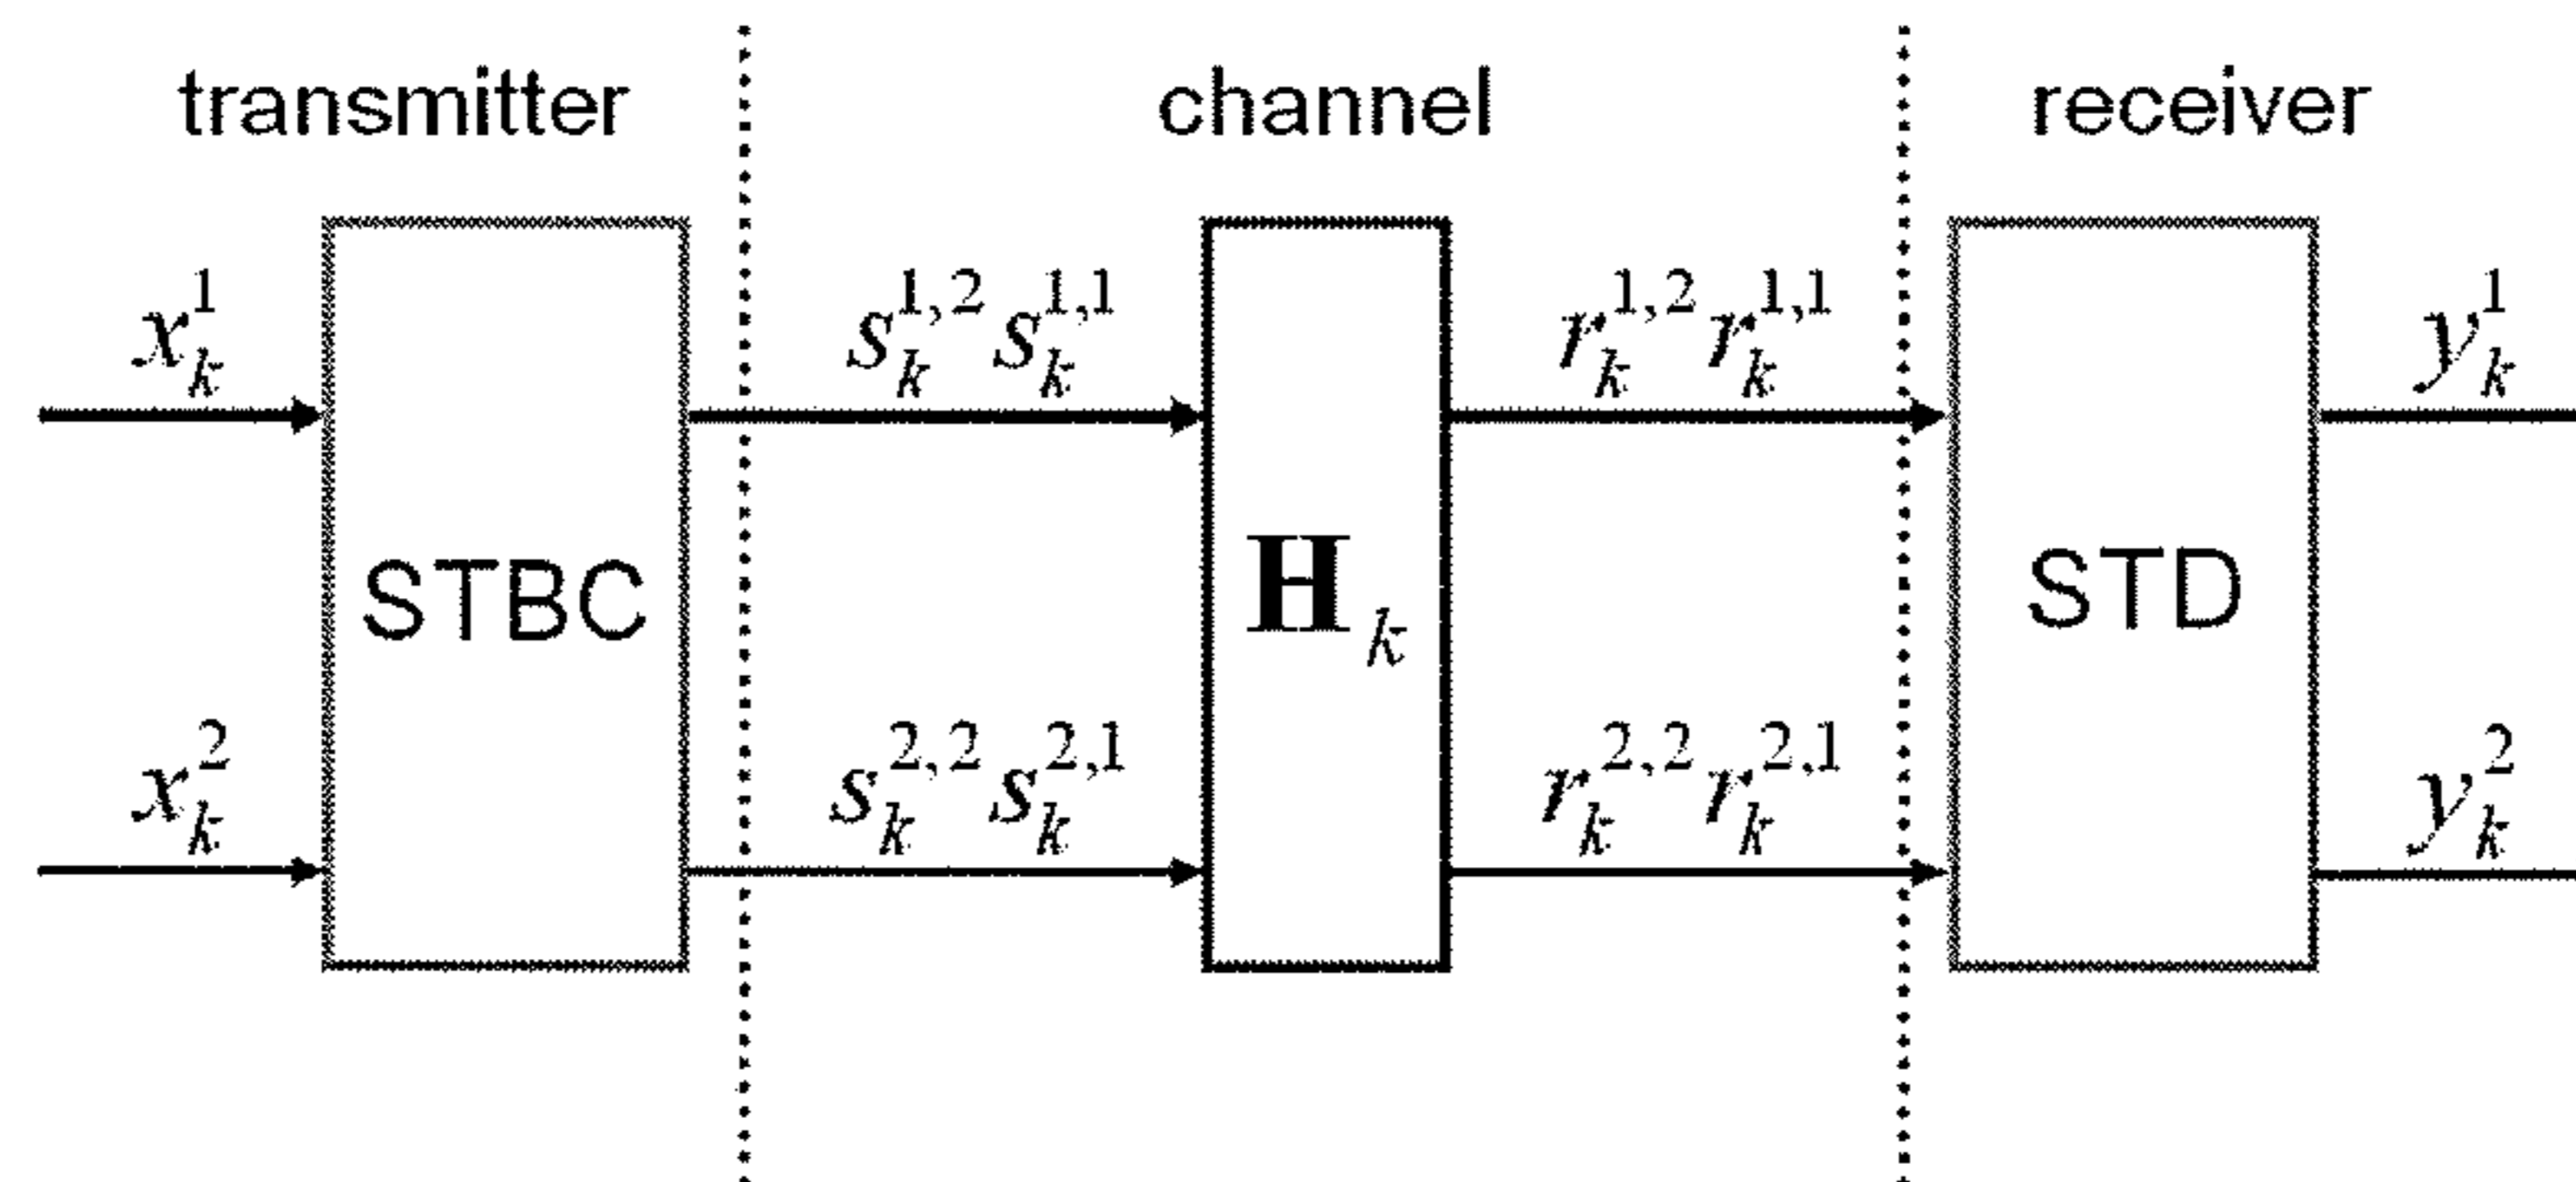 transmitter channel receiver
x_k^1 s_k^{1,2} s_k^{1,1} r_k^{1,2} r_k^{1,1} y_k^1
STBC H_k STD
x_k^2 s_k^{2,2} s_k^{2,1} r_k^{2,2} r_k^{2,1} y_k^2